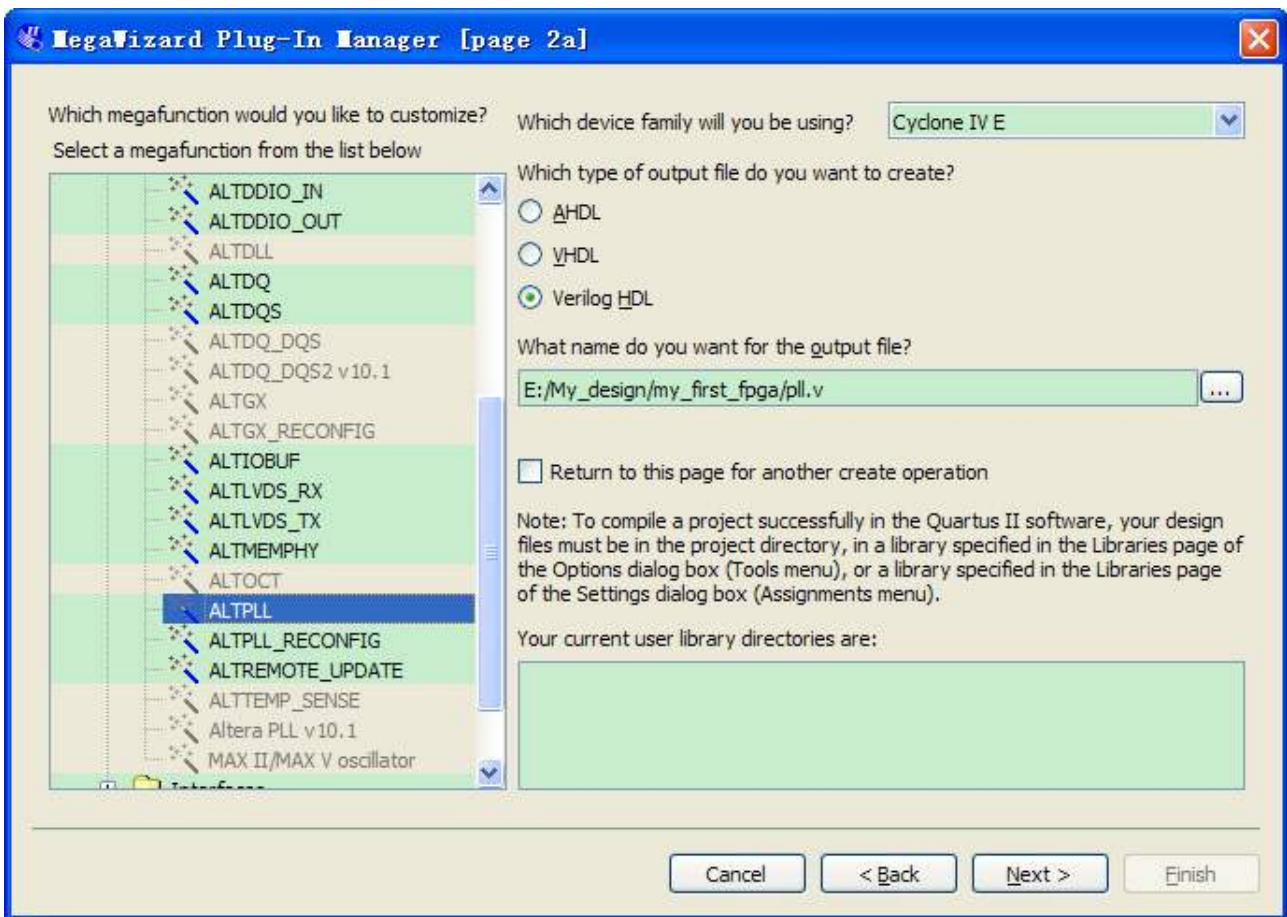 MegaWizard Plug-In Manager [page 2a]
Which megafunction would you like to customize?
Select a megafunction from the list below
ALTDDIO_IN
ALTDDIO_OUT
ALTDLL
ALTDQ
ALTDQS
ALTDQ_DQS
ALTDQ_DQS2 v10.1
ALTGX
ALTGX_RECONFIG
ALTIOBUF
ALTLVDS_RX
ALTLVDS_TX
ALTMEMPHY
ALTOCT
ALTPLL
ALTPLL_RECONFIG
ALTREMOTE_UPDATE
ALTTEMP_SENSE
Altera PLL v10.1
MAX II/MAX V oscillator
Interfaces
Which device family will you be using?
Cyclone IV E
Which type of output file do you want to create?
AHDL
VHDL
Verilog HDL
What name do you want for the output file?
E:/My_design/my_first_fpga/pll.v
...
Return to this page for another create operation
Note: To compile a project successfully in the Quartus II software, your design
files must be in the project directory, in a library specified in the Libraries page of
the Options dialog box (Tools menu), or a library specified in the Libraries page
of the Settings dialog box (Assignments menu).
Your current user library directories are:
Cancel
< Back
Next >
Finish